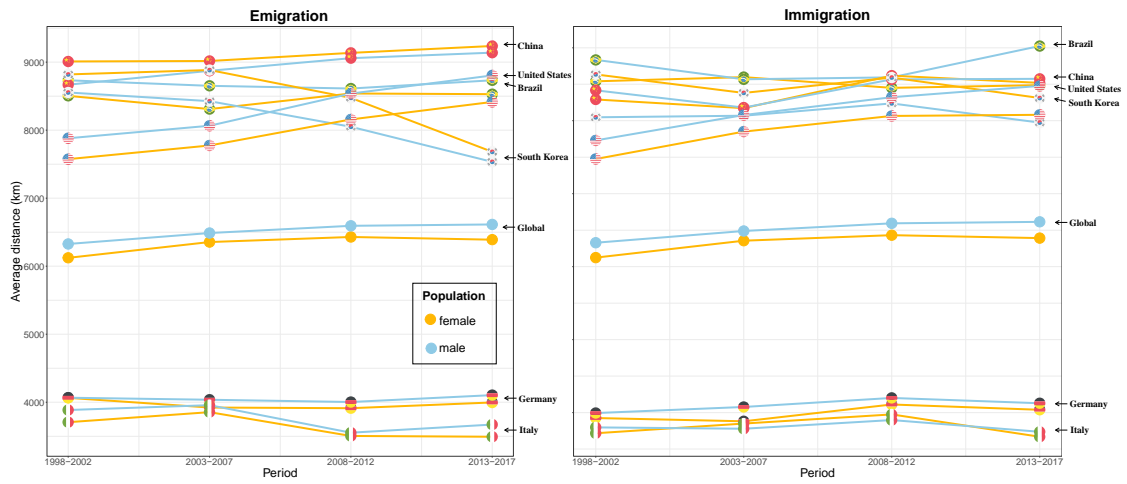 Emigration
Immigration
Average distance (km)
9000
8000
7000
6000
5000
4000
China
United States
Brazil
South Korea
Global
Population
female
male
Germany
Italy
1998−2002
2003−2007
2008−2012
2013−2017
Period
Brazil
China
United States
South Korea
Global
Germany
Italy
1998−2002
2003−2007
2008−2012
2013−2017
Period